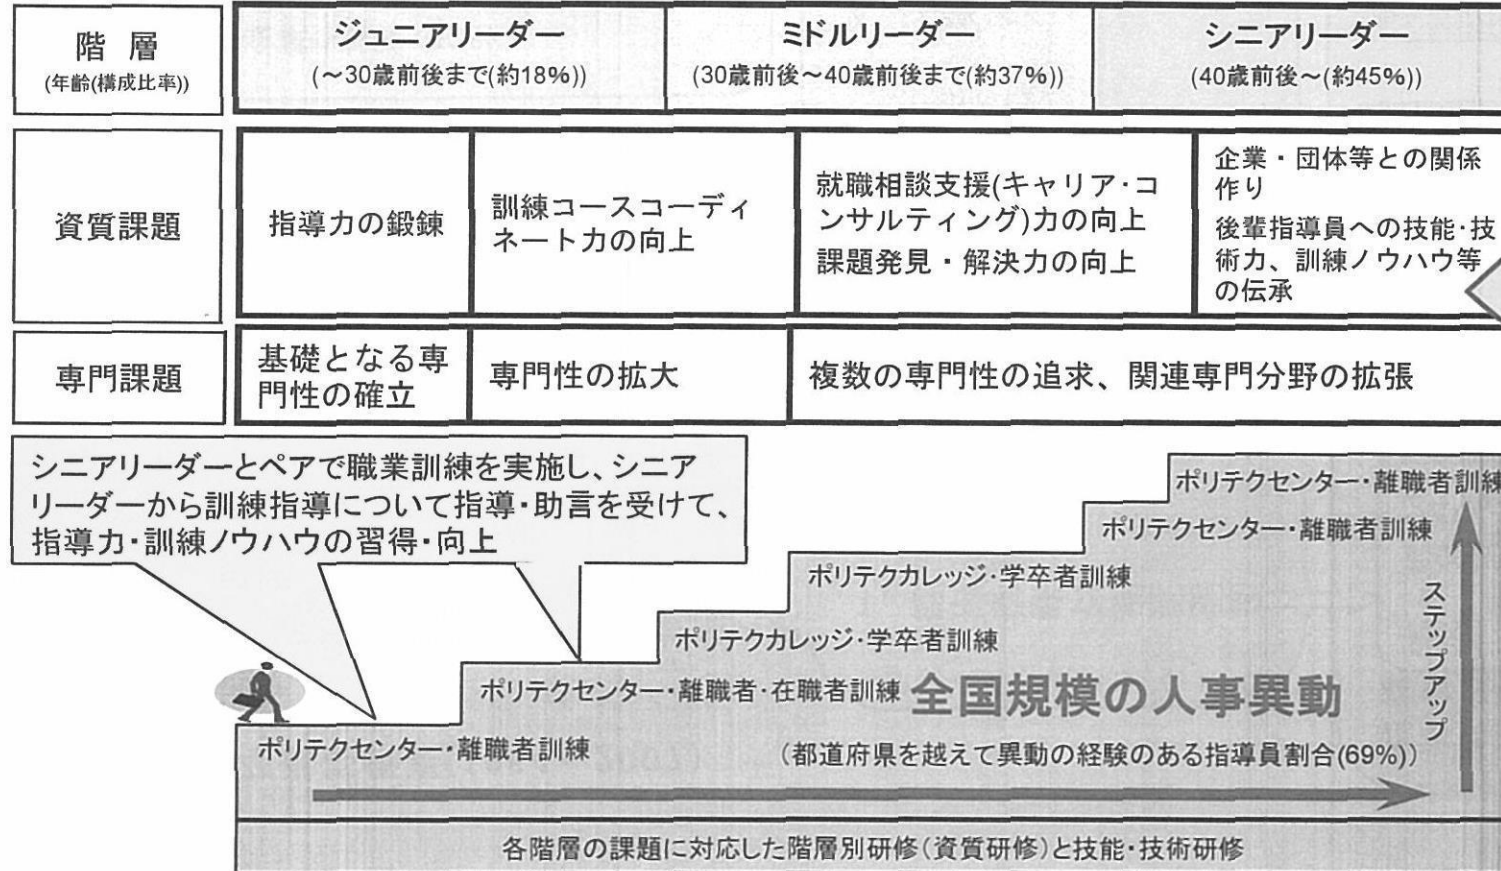 階 層
(年齢(構成比率))
ジュニアリーダー
(～30歳前後まで(約18%))
ミドルリーダー
(30歳前後～40歳前後まで(約37%))
シニアリーダー
(40歳前後～(約45%))
資質課題
指導力の鍛錬
訓練コースコーディ
ネート力の向上
就職相談支援(キャリア･コ
ンサルティング)力の向上
課題発見・解決力の向上
企業・団体等との関係
作り
後輩指導員への技能･技
術力、訓練ノウハウ等
の伝承
専門課題
基礎となる専
門性の確立
専門性の拡大
複数の専門性の追求、関連専門分野の拡張
シニアリーダーとペアで職業訓練を実施し、シニア
リーダーから訓練指導について指導･助言を受けて、
指導力･訓練ノウハウの習得･向上
ポリテクセンター･離職者訓練
ポリテクセンター･離職者訓練
ポリテクカレッジ･学卒者訓練
ポリテクカレッジ･学卒者訓練
ポリテクセンター･離職者･在職者訓練
全国規模の人事異動
ステップアップ
ポリテクセンター･離職者訓練
(都道府県を越えて異動の経験のある指導員割合(69%))
各階層の課題に対応した階層別研修(資質研修)と技能･技術研修